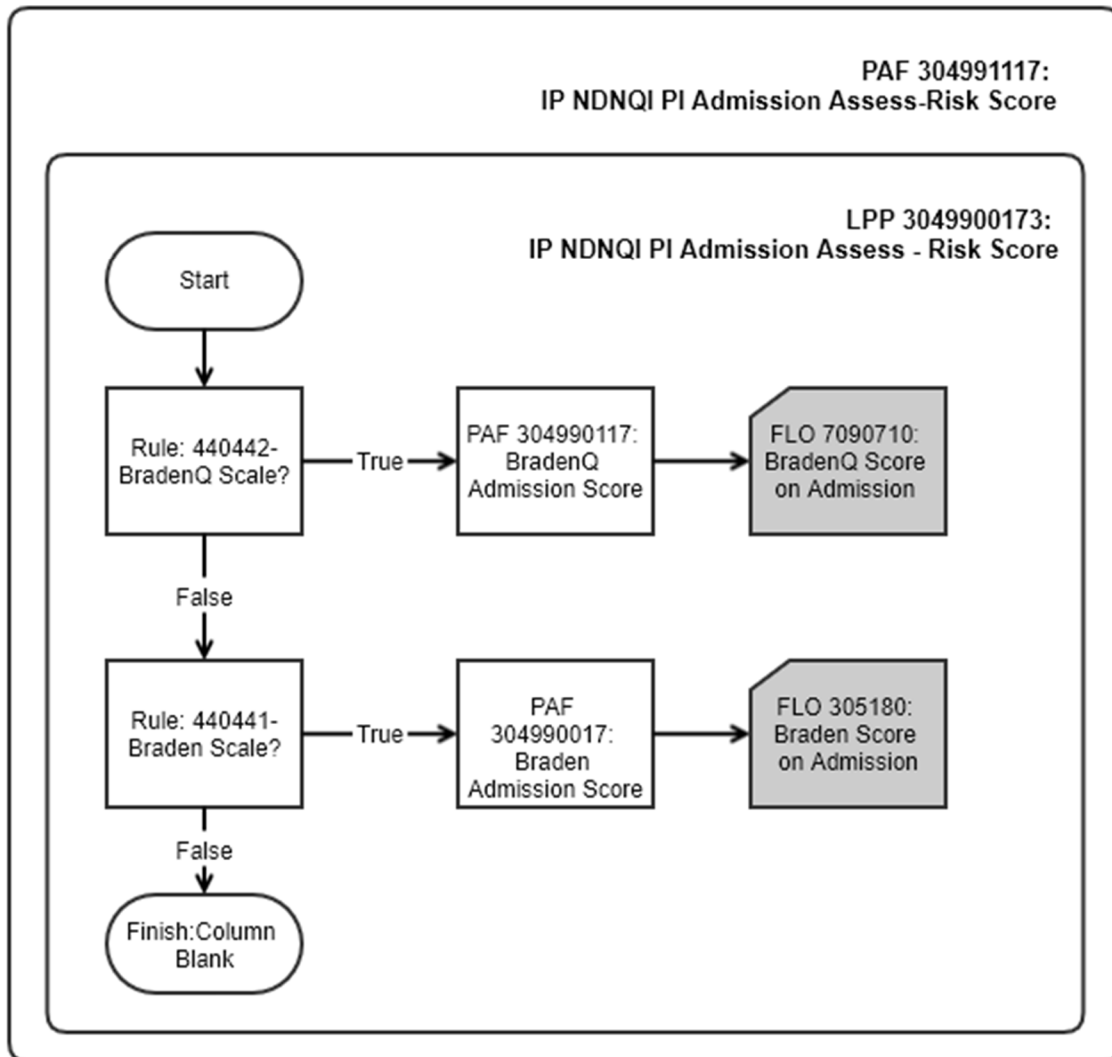 PAF 304991117:
IP NDNQI PI Admission Assess-Risk Score
LPP 3049900173:
IP NDNQI PI Admission Assess - Risk Score
Start
Rule: 440442-
BradenQ Scale?
True
PAF 304990117:
BradenQ
Admission Score
FLO 7090710:
BradenQ Score
on Admission
False
Rule: 440441-
Braden Scale?
True
PAF
304990017:
Braden
Admission Score
FLO 305180:
Braden Score
on Admission
False
Finish:Column
Blank